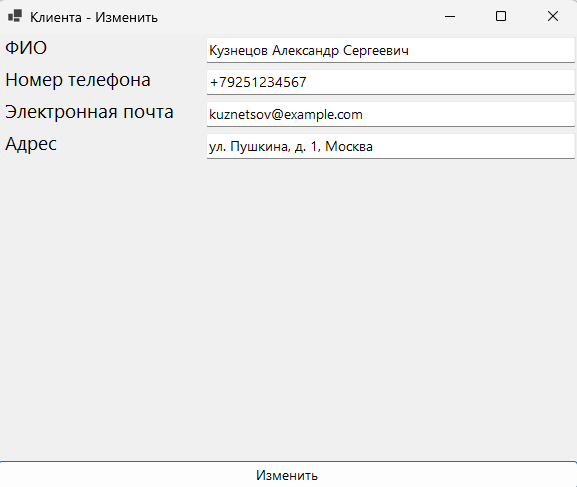 Клиента - Изменить
ФИО Кузнецов Александр Сергеевич
Номер телефона +79251234567
Электронная почта kuznetsov@example.com
Адрес ул. Пушкина, д. 1, Москва
Изменить